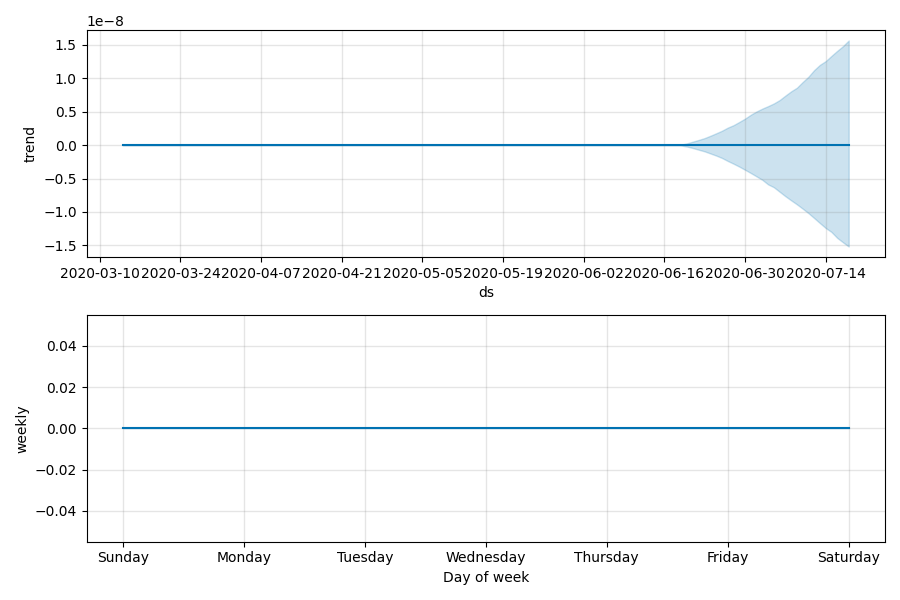 1e−8
1.5
1.0
0.5
0.0
−0.5
−1.0
−1.5
trend
2020-03-10 2020-03-24 2020-04-07 2020-04-21 2020-05-05 2020-05-19 2020-06-02 2020-06-16 2020-06-30 2020-07-14
ds
0.04
0.02
0.00
−0.02
−0.04
weekly
Sunday Monday Tuesday Wednesday Thursday Friday Saturday
Day of week